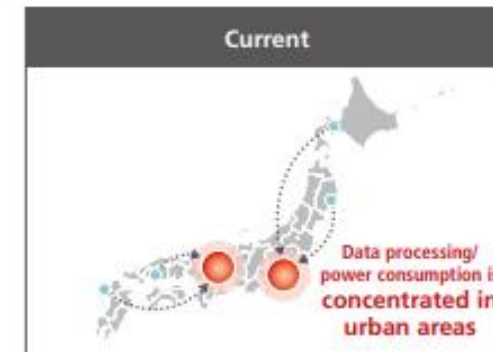 Current
Data processing/
power consumption is
concentrated in
urban areas